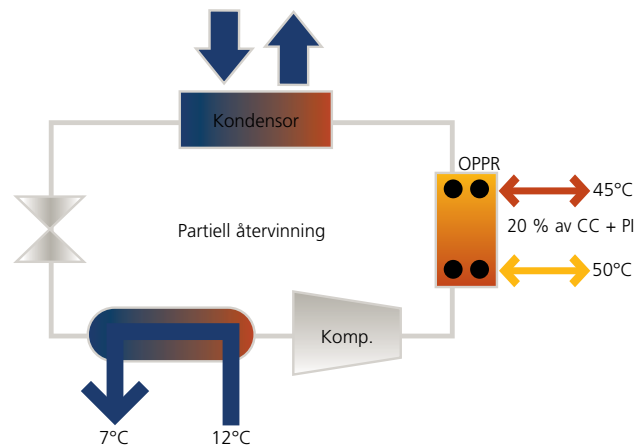 Kondensor
OPPR
45°C
Partiell återvinning
20 % av CC + PI
50°C
Komp.
7°C
12°C